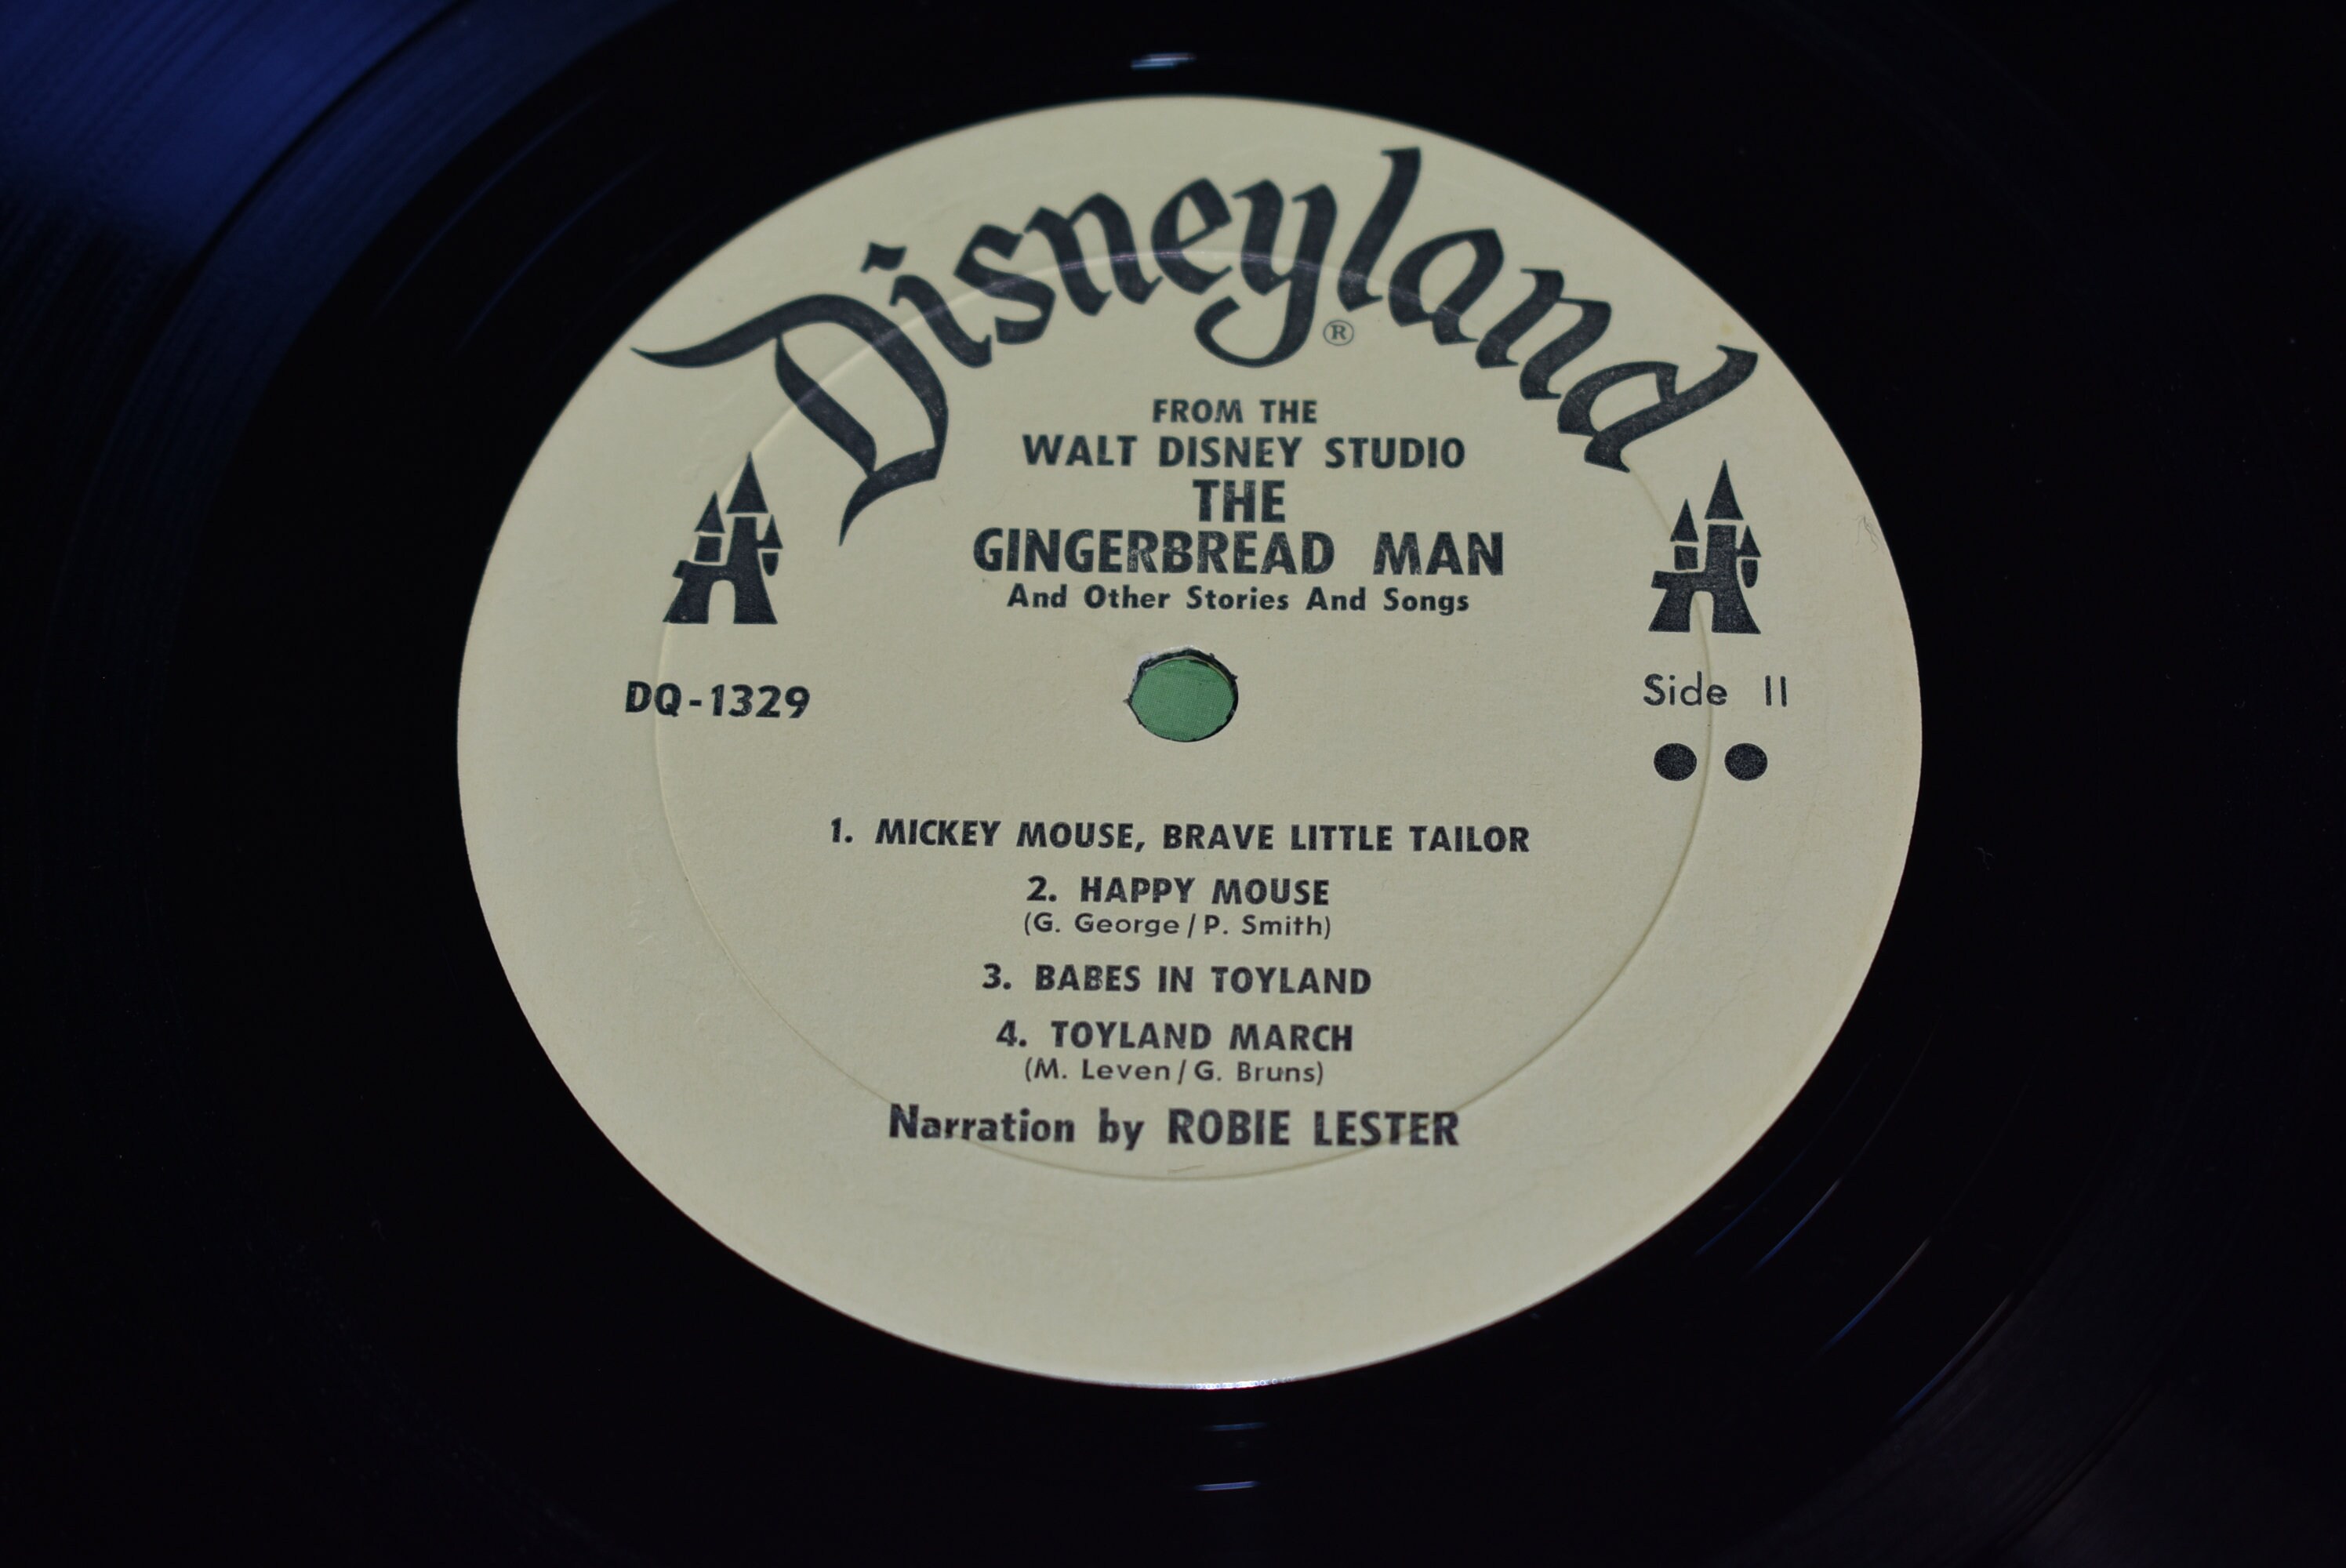 Disneyland®
FROM THE
WALT DISNEY STUDIO
THE
GINGERBREAD MAN
And Other Stories And Songs
DQ-1329
Side II
1. MICKEY MOUSE, BRAVE LITTLE TAILOR
2. HAPPY MOUSE
(G. George/P. Smith)
3. BABES IN TOYLAND
4. TOYLAND MARCH
(M. Leven/G. Bruns)
Narration by ROBIE LESTER